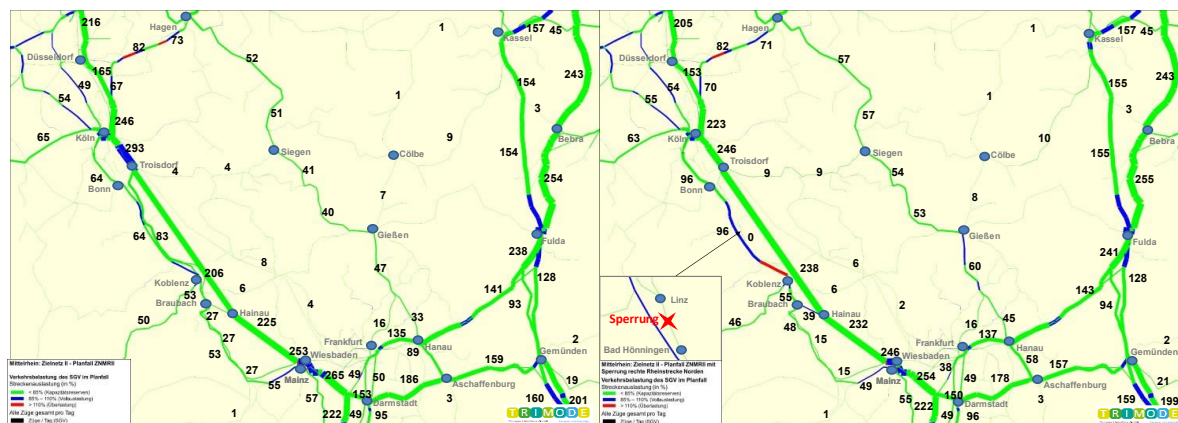 216
Hagen
73
82
52
1
157
45
Kassel
Düsseldorf
165
49
67
54
243
154
1
51
3
246
Köln
65
9
Bebra
293
Troisdorf
4
4
Siegen
41
Cölbe
154
64
Bonn
254
7
40
64
83
Gießen
238
Fulda
8
47
128
206
Koblenz
53
6
141
93
Braubach
27
4
50
Hainau
225
33
16
135
27
Frankfurt
Hanau
89
2
53
253
Wiesbaden
159
Gemünden
27
Mainz
265
49
50
186
Aschaffenburg
55
57
19
153
Darmstadt
3
160
201
1
222
49
95
Mittelrhein: Zielnetz II - Planfall ZNMRII
Verkehrsbelastung des SGV im Planfall
Streckenauslastung (in %)
< 85% (Kapazitätsreserven)
85% – 110% (Vollauslastung)
> 110% (Überlastung)
Alle Züge gesamt pro Tag
Züge / Tag (SGV)
TRIMODE
205
Hagen
71
82
57
1
157
45
Kassel
Düsseldorf
153
54
55
70
243
155
1
57
3
223
Köln
63
10
Bebra
246
Troisdorf
9
9
Siegen
54
Cölbe
155
96
Bonn
255
8
53
96
0
Gießen
241
Fulda
6
60
128
238
Koblenz
55
6
143
94
Linz
Sperrung
Bad Hönningen
Braubach
39
2
46
48
Hainau
232
45
16
137
15
Frankfurt
Hanau
58
2
246
Wiesbaden
38
157
Gemünden
15
49
Mainz
254
49
178
Aschaffenburg
55
21
150
Darmstadt
3
159
199
1
222
50
96
Mittelrhein: Zielnetz II - Planfall ZNMRII mit
Sperrung rechte Rheinstrecke Norden
Verkehrsbelastung des SGV im Planfall
Streckenauslastung (in %)
< 85% (Kapazitätsreserven)
85% – 110% (Vollauslastung)
> 110% (Überlastung)
Alle Züge gesamt pro Tag
Züge / Tag (SGV)
TRIMODE